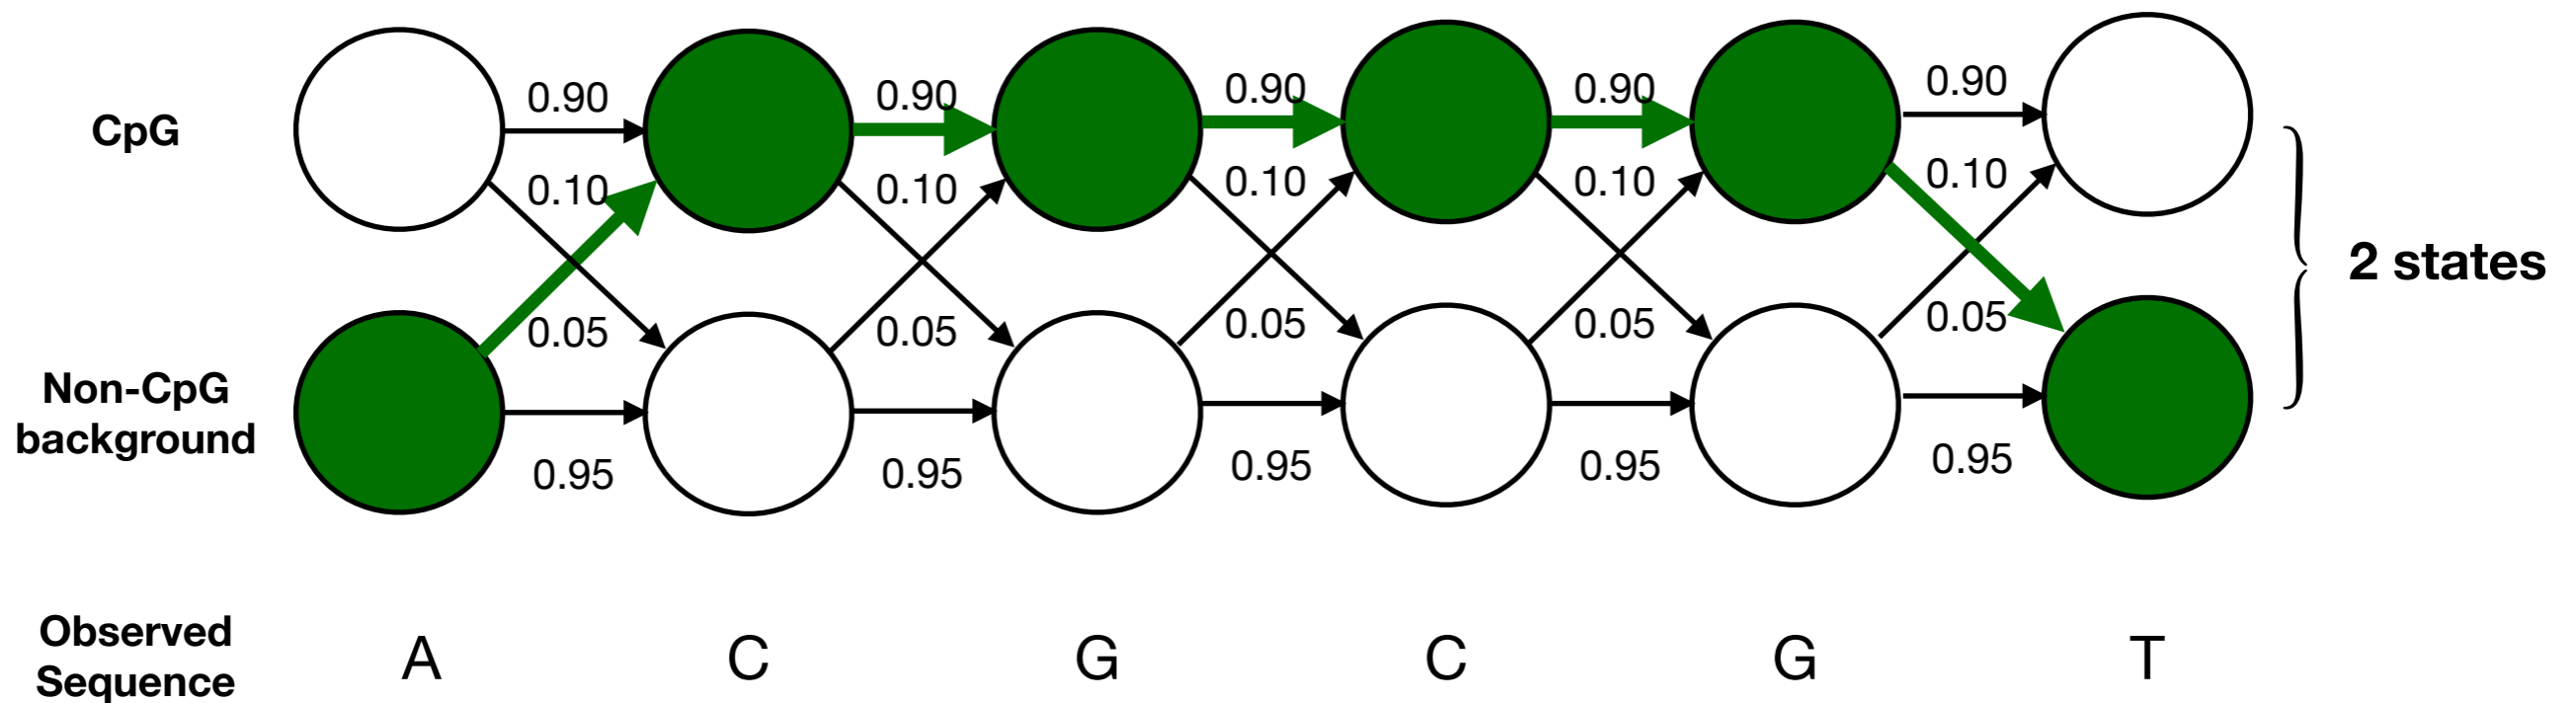 0.90 0.90 0.90 0.90 0.90
CpG
0.10 0.10 0.10 0.10 0.10
2 states
0.05 0.05 0.05 0.05 0.05
Non-CpG
background
0.95 0.95 0.95 0.95 0.95
Observed
Sequence
A C G C G T